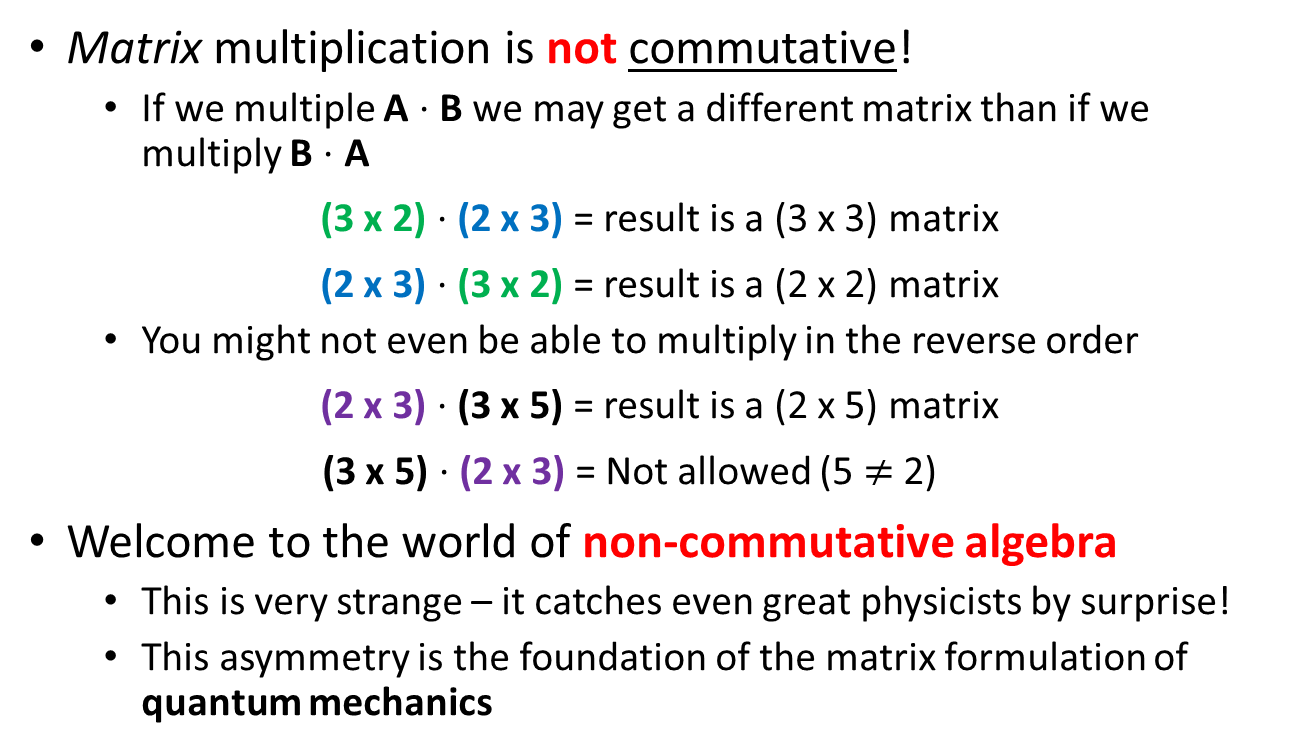 • Matrix multiplication is not commutative!
• If we multiple A · B we may get a different matrix than if we
multiply B · A
(3 x 2) · (2 x 3) = result is a (3 x 3) matrix
(2 x 3) · (3 x 2) = result is a (2 x 2) matrix
• You might not even be able to multiply in the reverse order
(2 x 3) · (3 x 5) = result is a (2 x 5) matrix
(3 x 5) · (2 x 3) = Not allowed (5 ≠ 2)
• Welcome to the world of non-commutative algebra
• This is very strange – it catches even great physicists by surprise!
• This asymmetry is the foundation of the matrix formulation of
quantum mechanics